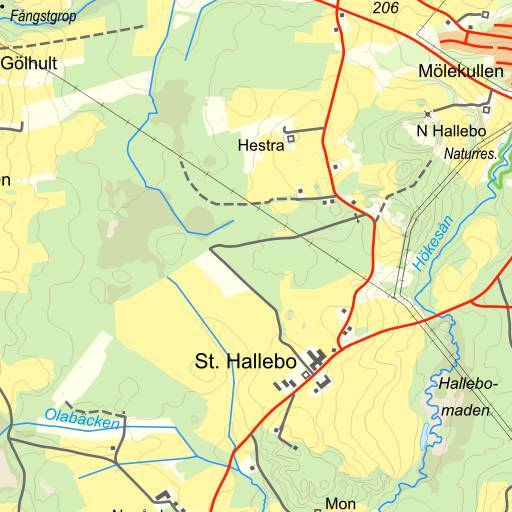 Fångstgrop
206
Gölhult
Mölekullen
N Hallebo
Hestra
Naturres.
Hökesån
St. Hallebo
Hallebo-
maden
Olabäcken
Mon